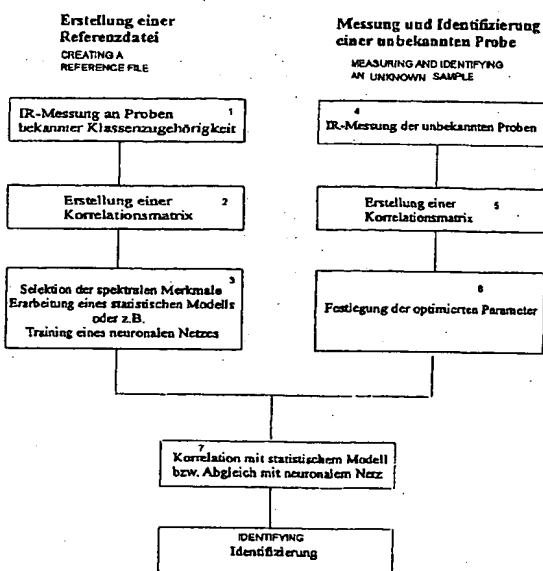 Erstellung einer
Referenzdatei
CREATING A
REFERENCE FILE
1
IR-Messung an Proben
bekannter Klassenzugehörigkeit
2
Erstellung einer
Korrelationsmatrix
3
Selektion der spektralen Merkmale
Erarbeitung eines statistischen Modells
oder z.B.
Training eines neuronalen Netzes
Messung und Identifizierung
einer unbekannten Probe
MEASURING AND IDENTIFYING
AN UNKNOWN SAMPLE
4
IR-Messung der unbekannten Proben
5
Erstellung einer
Korrelationsmatrix
6
Festlegung der optimierten Parameter
7
Korrelation mit statistischem Modell
bzw. Abgleich mit neuronalem Netz
IDENTIFYING
Identifizierung